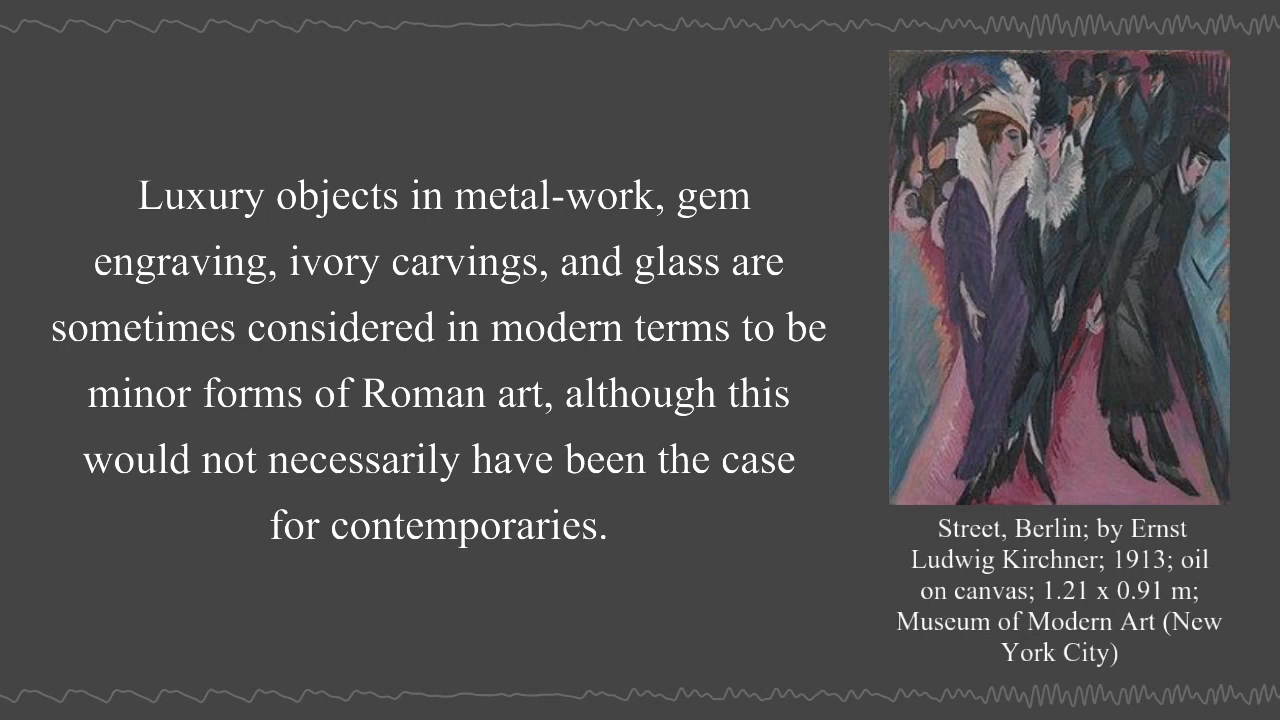 Luxury objects in metal-work, gem
engraving, ivory carvings, and glass are
sometimes considered in modern terms to be
minor forms of Roman art, although this
would not necessarily have been the case
for contemporaries.
Street, Berlin; by Ernst
Ludwig Kirchner; 1913; oil
on canvas; 1.21 x 0.91 m;
Museum of Modern Art (New
York City)